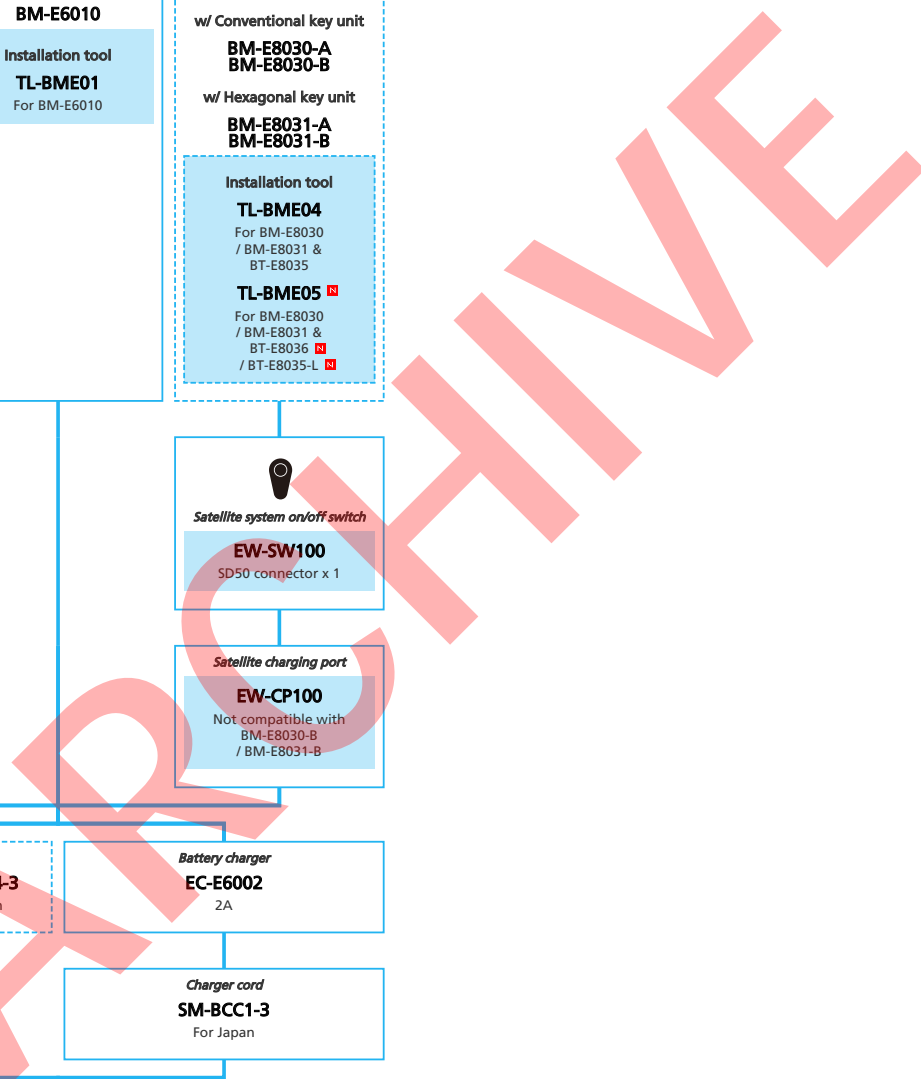 BM-E6010
Installation tool
TL-BME01
For BM-E6010
w/ Conventional key unit
BM-E8030-A
BM-E8030-B
w/ Hexagonal key unit
BM-E8031-A
BM-E8031-B
Installation tool
TL-BME04
For BM-E8030
/ BM-E8031 &
BT-E8035
TL-BME05 N
For BM-E8030
/ BM-E8031 &
BT-E8036 N
/ BT-E8035-L N
Satellite system on/off switch
EW-SW100
SD50 connector x 1
Satellite charging port
EW-CP100
Not compatible with
BM-E8030-B
/ BM-E8031-B
Battery charger
EC-E6002
2A
-3
Charger cord
SM-BCC1-3
For Japan
ARCHIVE